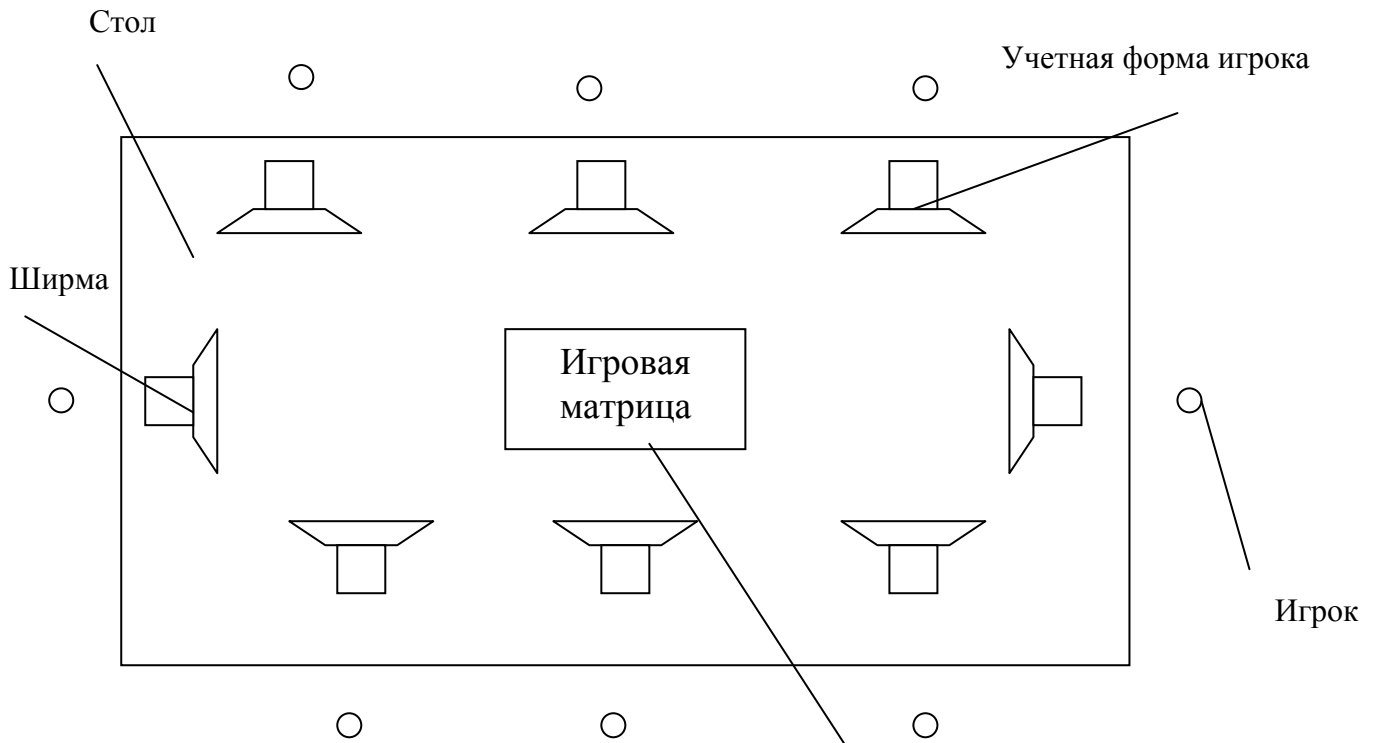 Стол
Учетная форма игрока
Ширма
Игровая
матрица
Игрок